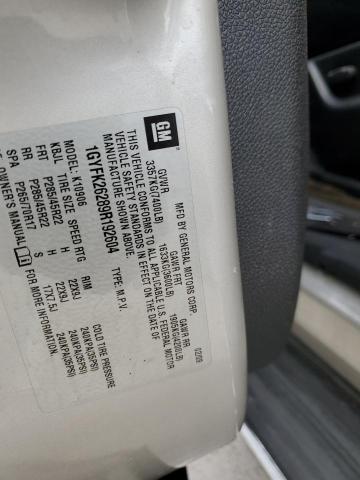 GM
MFD BY GENERAL MOTORS CORP. 02/09
GVWR GAWR FRT GAWR RR
3357KG(7400LB) 1633KG(3600LB) 1905KG(4200LB)
THIS VEHICLE CONFORMS TO ALL APPLICABLE U.S. FEDERAL MOTOR
VEHICLE SAFETY STANDARDS IN EFFECT ON THE DATE OF
MANUFACTURE SHOWN ABOVE.
1GYFK26289R192604 TYPE: M.P.V.
MODEL: K10906
KBJL TIRE SIZE SPEED RTG RIM COLD TIRE PRESSURE
FRT P285/45R22 H 22X9J 240KPA(35PSI)
RR P285/45R22 H 22X9J 240KPA(35PSI)
SPA P265/70R17 17X7.5J 240KPA(35PSI)
OWNER'S MANUAL FOR MORE INFORMATION.